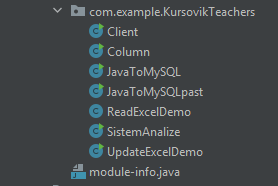 com.example.KursovikTeachers
Client
Column
JavaToMySQL
JavaToMySQLpast
ReadExcelDemo
SistemAnalize
UpdateExcelDemo
module-info.java